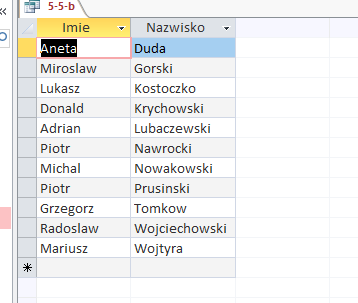 5-5-b
Imie Nazwisko
Aneta Duda
Miroslaw Gorski
Lukasz Kostoczko
Donald Krychowski
Adrian Lubaczewski
Piotr Nawrocki
Michal Nowakowski
Piotr Prusinski
Grzegorz Tomkow
Radoslaw Wojciechowski
Mariusz Wojtyra